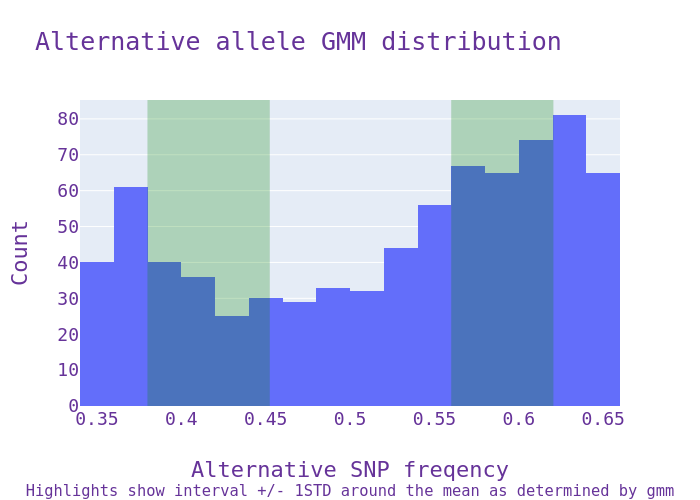 Alternative allele GMM distribution
80
70
60
50
40
30
20
10
0
Count
0.35 0.4 0.45 0.5 0.55 0.6 0.65
Alternative SNP freqency
Highlights show interval +/- 1STD around the mean as determined by gmm